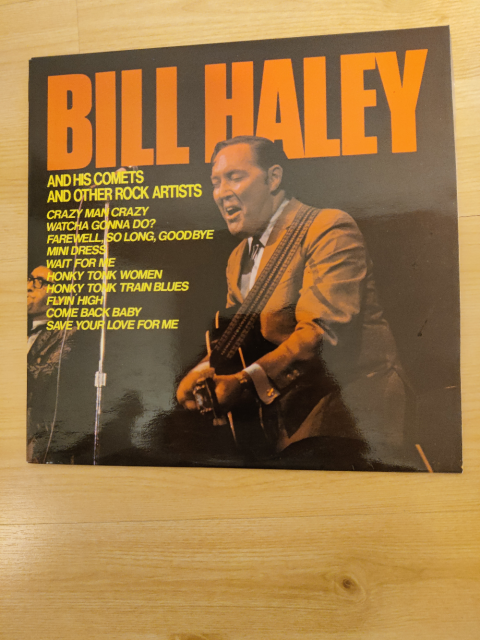 BILL HALEY
AND HIS COMETS
AND OTHER ROCK ARTISTS
CRAZY MAN CRAZY
WATCHA GONNA DO?
FAREWELL, SO LONG, GOODBYE
MINI DRESS
WAIT FOR ME
HONKY TONK WOMEN
HONKY TONK TRAIN BLUES
FLYIN HIGH
COME BACK BABY
SAVE YOUR LOVE FOR ME